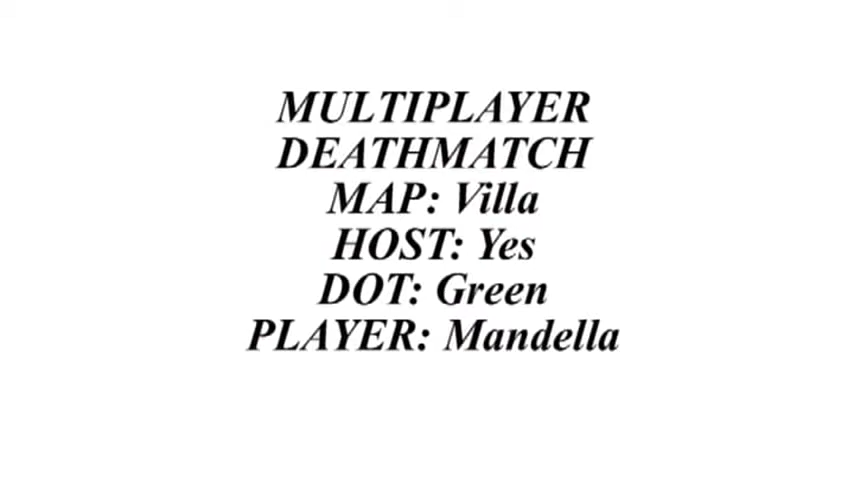 MULTIPLAYER
DEATHMATCH
MAP: Villa
HOST: Yes
DOT: Green
PLAYER: Mandella